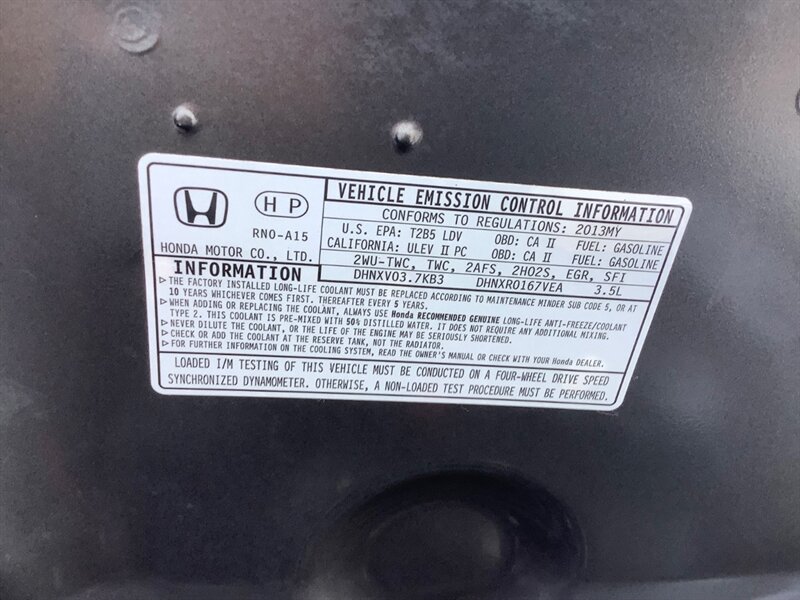 H P
RN0-A15
HONDA MOTOR CO., LTD.
VEHICLE EMISSION CONTROL INFORMATION
CONFORMS TO REGULATIONS: 2013MY
U.S. EPA: T2B5 LDV OBD: CA II FUEL: GASOLINE
CALIFORNIA: ULEV II PC OBD: CA II FUEL: GASOLINE
2WU-TWC, TWC, 2AFS, 2HO2S, EGR, SFI
DHNXV03.7KB3 DHNXR0167VEA 3.5L
INFORMATION
▷ THE FACTORY INSTALLED LONG-LIFE COOLANT MUST BE REPLACED ACCORDING TO MAINTENANCE MINDER SUB CODE 5, OR AT
10 YEARS WHICHEVER COMES FIRST. THEREAFTER EVERY 5 YEARS.
▷ WHEN ADDING OR REPLACING THE COOLANT, ALWAYS USE Honda RECOMMENDED GENUINE LONG-LIFE ANTI-FREEZE/COOLANT
TYPE 2. THIS COOLANT IS PRE-MIXED WITH 50% DISTILLED WATER. IT DOES NOT REQUIRE ANY ADDITIONAL MIXING.
▷ NEVER DILUTE THE COOLANT, OR THE LIFE OF THE ENGINE MAY BE SERIOUSLY SHORTENED.
▷ CHECK OR ADD THE COOLANT AT THE RESERVE TANK, NOT THE RADIATOR.
▷ FOR FURTHER INFORMATION ON THE COOLING SYSTEM, READ THE OWNER'S MANUAL OR CHECK WITH YOUR Honda DEALER.
LOADED I/M TESTING OF THIS VEHICLE MUST BE CONDUCTED ON A FOUR-WHEEL DRIVE SPEED
SYNCHRONIZED DYNAMOMETER. OTHERWISE, A NON-LOADED TEST PROCEDURE MUST BE PERFORMED.